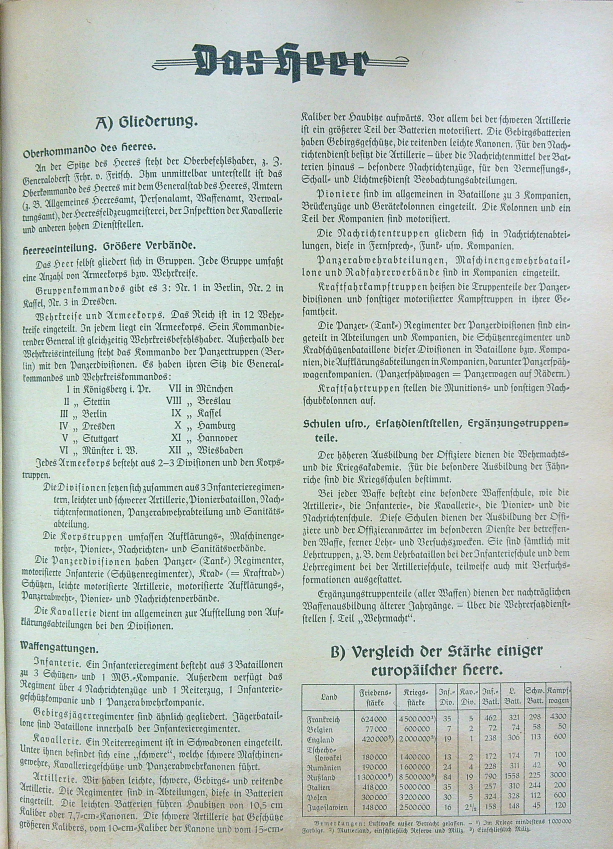 Das Heer
A) Gliederung.
Oberkommando des Heeres.
An der Spitze des Heeres steht der Oberbefehlshaber, z. Z.
Generaloberst Frhr. v. Fritsch. Ihm unmittelbar unterstellt ist das
Oberkommando des Heeres mit dem Generalstab des Heeres, Ämtern
(z. B. Allgemeines Heeresamt, Personalamt, Waffenamt, Verwal-
tungsamt), der Heeresfeldzeugmeisterei, der Inspektion der Kavallerie
und anderen hohen Dienststellen.
Heereseinteilung. Größere Verbände.
Das Heer selbst gliedert sich in Gruppen. Jede Gruppe umfaßt
eine Anzahl von Armeekorps bzw. Wehrkreise.
Gruppenkommandos gibt es 3: Nr. 1 in Berlin, Nr. 2 in
Kassel, Nr. 3 in Dresden.
Wehrkreise und Armeekorps. Das Reich ist in 12 Wehr-
kreise eingeteilt. In jedem liegt ein Armeekorps. Sein Kommandie-
render General ist gleichzeitig Wehrkreisbefehlshaber. Außerhalb der
Wehrkreiseinteilung steht das Kommando der Panzertruppen (Ber-
lin) mit den Panzerdivisionen. Es haben ihren Sitz die General-
kommandos und Wehrkreiskommandos:
I in Königsberg i. Pr. VII in München
II „ Stettin VIII „ Breslau
III „ Berlin IX „ Kassel
IV „ Dresden X „ Hamburg
V „ Stuttgart XI „ Hannover
VI „ Münster i. W. XII „ Wiesbaden
Jedes Armeekorps besteht aus 2–3 Divisionen und den Korps-
truppen.
Die Divisionen setzen sich zusammen aus 3 Infanterieregimen-
tern, leichter und schwerer Artillerie, Pionierbataillon, Nach-
richtenformationen, Panzerabwehrabteilung und Sanitäts-
abteilung.
Die Korpstruppen umfassen Aufklärungs-, Maschinenge-
wehr-, Pionier-, Nachrichten- und Sanitätsverbände.
Die Panzerdivisionen haben Panzer- (Tank-) Regimenter,
motorisierte Infanterie (Schützenregimenter), Krad- (= Kraftrad-)
Schützen, leichte motorisierte Artillerie, motorisierte Aufklärungs-,
Panzerabwehr-, Pionier- und Nachrichtenverbände.
Die Kavallerie dient im allgemeinen zur Aufstellung von Auf-
klärungsabteilungen bei den Divisionen.
Waffengattungen.
Infanterie. Ein Infanterieregiment besteht aus 3 Bataillonen
zu 3 Schützen- und 1 MG.-Kompanie. Außerdem verfügt das
Regiment über 4 Nachrichtenzüge und 1 Reiterzug, 1 Infanterie-
geschützkompanie und 1 Panzerabwehrkompanie.
Gebirgsjägerregimenter sind ähnlich gegliedert. Jägerbatail-
lone sind Bataillone innerhalb der Infanterieregimenter.
Kavallerie. Ein Reiterregiment ist in Schwadronen eingeteilt.
Unter ihnen befindet sich eine „schwere“, welche schwere Maschinen-
gewehre, Kavalleriegeschütze und Panzerabwehrkanonen führt.
Artillerie. Wir haben leichte, schwere, Gebirgs- und reitende
Artillerie. Die Regimenter sind in Abteilungen, diese in Batterien
eingeteilt. Die leichten Batterien führen Haubitzen von 10,5 cm
Kaliber oder 7,7-cm-Kanonen. Die schwere Artillerie hat Geschütze
größeren Kalibers, vom 10-cm-Kaliber der Kanone und vom 15-cm-
Kaliber der Haubitze aufwärts. Vor allem bei der schweren Artillerie
ist ein größerer Teil der Batterien motorisiert. Die Gebirgsbatterien
haben Gebirgsgeschütze, die reitenden leichte Kanonen. Für den Nach-
richtendienst besitzt die Artillerie – über die Nachrichtenmittel der Bat-
terien hinaus – besondere Nachrichtenzüge, für den Vermessungs-,
Schall- und Lichtmeßdienst Beobachtungsabteilungen.
Pioniere sind im allgemeinen in Bataillone zu 3 Kompanien,
Brückenzüge und Gerätekolonnen eingeteilt. Die Kolonnen und ein
Teil der Kompanien sind motorisiert.
Die Nachrichtentruppen gliedern sich in Nachrichtenabtei-
lungen, diese in Fernsprech-, Funk- usw. Kompanien.
Panzerabwehrabteilungen, Maschinengewehrbatail-
lone und Radfahrverbände sind in Kompanien eingeteilt.
Kraftfahrkampftruppen heißen die Truppenteile der Panzer-
divisionen und sonstiger motorisierter Kampftruppen in ihrer Ge-
samtheit.
Die Panzer- (Tank-) Regimenter der Panzerdivisionen sind ein-
geteilt in Abteilungen und Kompanien, die Schützenregimenter und
Kradschützenbataillone dieser Divisionen in Bataillone bzw. Kompa-
nien, die Aufklärungsabteilungen in Kompanien, darunter Panzerspäh-
wagenkompanien. (Panzerspähwagen = Panzerwagen auf Rädern.)
Kraftfahrtruppen stellen die Munitions- und sonstigen Nach-
schubkolonnen auf.
Schulen usw., Ersatzdienststellen, Ergänzungstruppen-
teile.
Der höheren Ausbildung der Offiziere dienen die Wehrmachts-
und die Kriegsakademie. Für die besondere Ausbildung der Fähn-
riche sind die Kriegsschulen bestimmt.
Bei jeder Waffe besteht eine besondere Waffenschule, wie die
Artillerie-, die Infanterie-, die Kavallerie-, die Pionier- und die
Nachrichtenschule. Diese Schulen dienen der Ausbildung der Offi-
ziere und der Offizieranwärter im besonderen Dienste der betreffen-
den Waffe, ferner Lehr- und Versuchszwecken. Sie sind sämtlich mit
Lehrtruppen, z. B. dem Lehrbataillon bei der Infanterieschule und dem
Lehrregiment bei der Artillerieschule, teilweise auch mit Versuchs-
formationen ausgestattet.
Ergänzungstruppenteile (aller Waffen) dienen der nachträglichen
Waffenausbildung älterer Jahrgänge. – Über die Wehrersatzdienst-
stellen s. Teil „Wehrmacht“.
B) Vergleich der Stärke einiger
europäischer Heere.
Land Friedens-stärke Kriegs-stärke Inf.-Div. Kav.-Div. Inf.-Batl. L. Batt. Schw. Batt. Kampf-wagen
Frankreich 624000 4500000¹) 35 5 462 321 298 4300
Belgien 77000 600000 7 2 72 74 58 50
England 420000²) 2000000³) 19 1 238 306 113 600
Tschecho-
slowakei 180000 1400000 13 2 172 174 71 100
Rumänien 190000 1600000 24 4 228 311 42 90
Rußland 1300000³) 8500000³) 84 19 790 1558 225 3000
Italien 418000 5000000 35 3 257 310 244 200
Polen 300000 3200000 30 5 324 328 112 600
Jugoslawien 148000 2500000 16 2½ 158 148 45 120
Bemerkungen: Luftwaffe außer Betracht gelassen. – ¹) Im Kriege mindestens 1 000 000
Farbige. ²) Mutterland, einschließlich Reserve und Miliz. ³) Einschließlich Miliz.